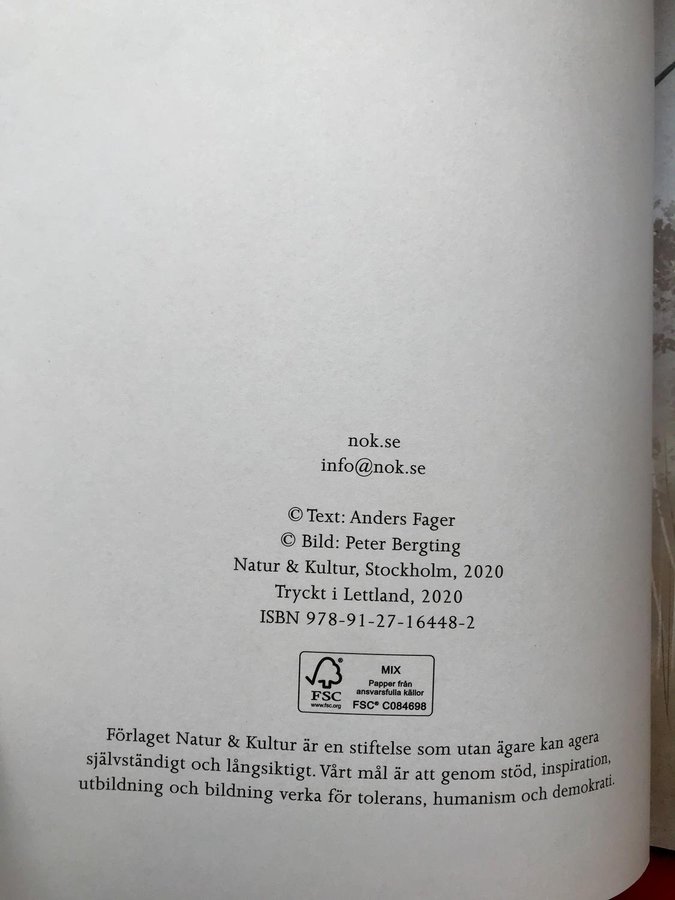 nok.se
info@nok.se
© Text: Anders Fager
© Bild: Peter Bergting
Natur & Kultur, Stockholm, 2020
Tryckt i Lettland, 2020
ISBN 978-91-27-16448-2
FSC
www.fsc.org
MIX
Papper från
ansvarsfulla källor
FSC® C084698
Förlaget Natur & Kultur är en stiftelse som utan ägare kan agera
självständigt och långsiktigt. Vårt mål är att genom stöd, inspiration,
utbildning och bildning verka för tolerans, humanism och demokrati.